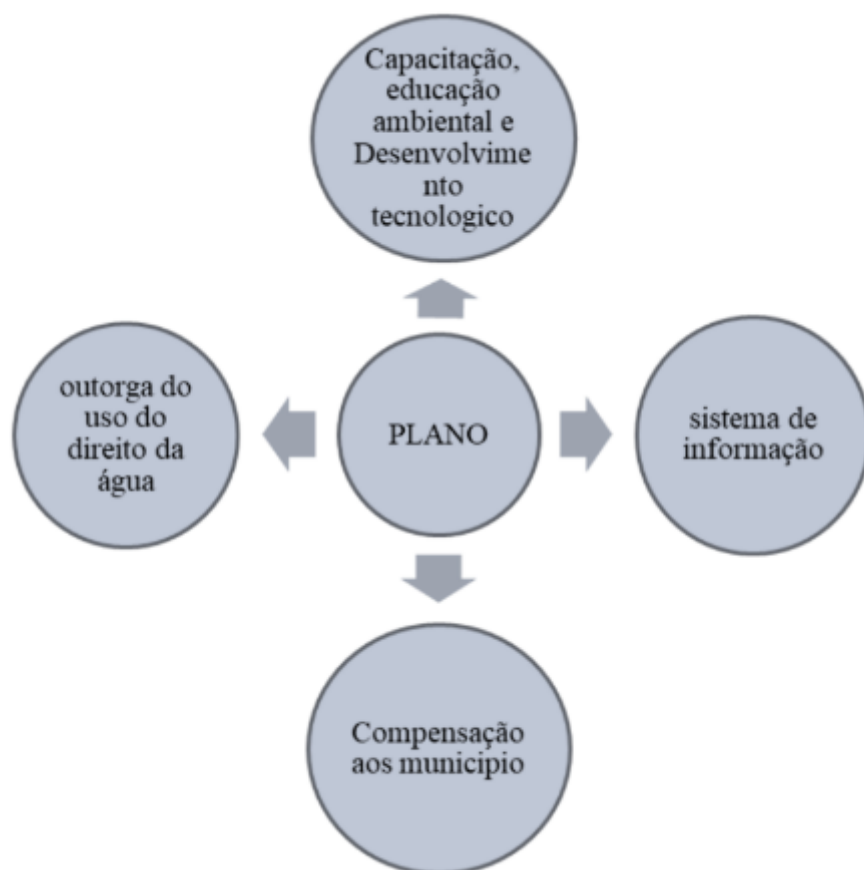 Capacitação,
educação
ambiental e
Desenvolvime
nto
tecnologico
outorga do
uso do
direito da
água
PLANO
sistema de
informação
Compensação
aos municipio